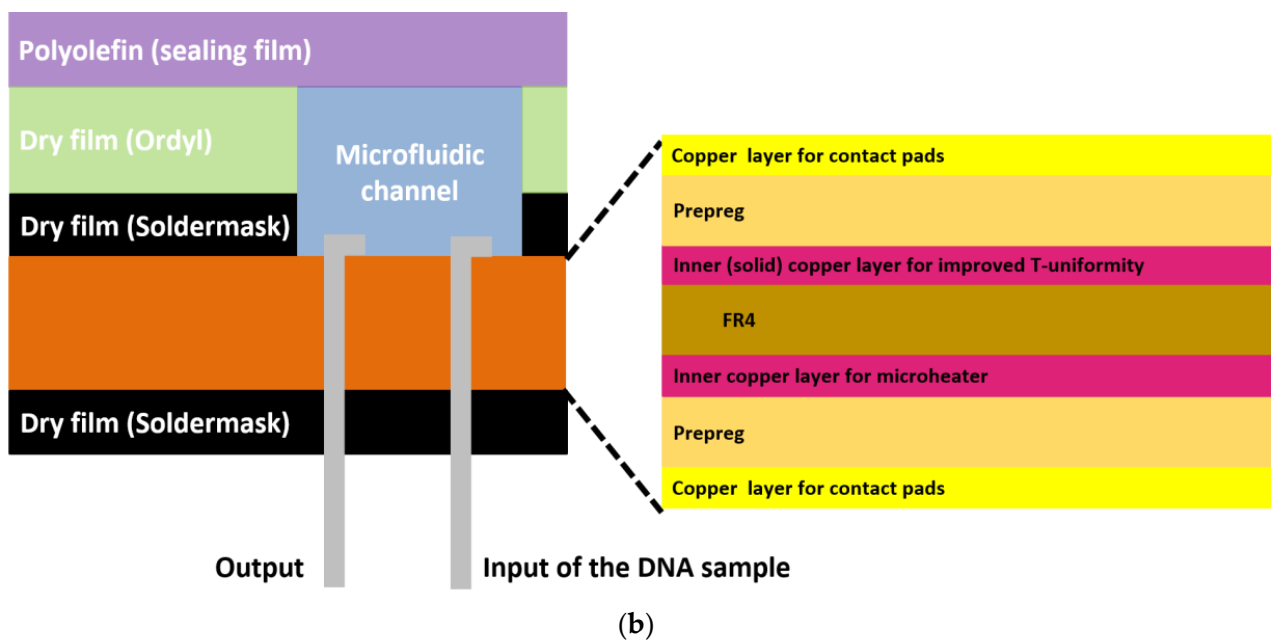 Polyolefin (sealing film)
Dry film (Ordyl)
Microfluidic
channel
Dry film (Soldermask)
Dry film (Soldermask)
Output
Input of the DNA sample
Copper layer for contact pads
Prepreg
Inner (solid) copper layer for improved T-uniformity
FR4
Inner copper layer for microheater
Prepreg
Copper layer for contact pads
(b)